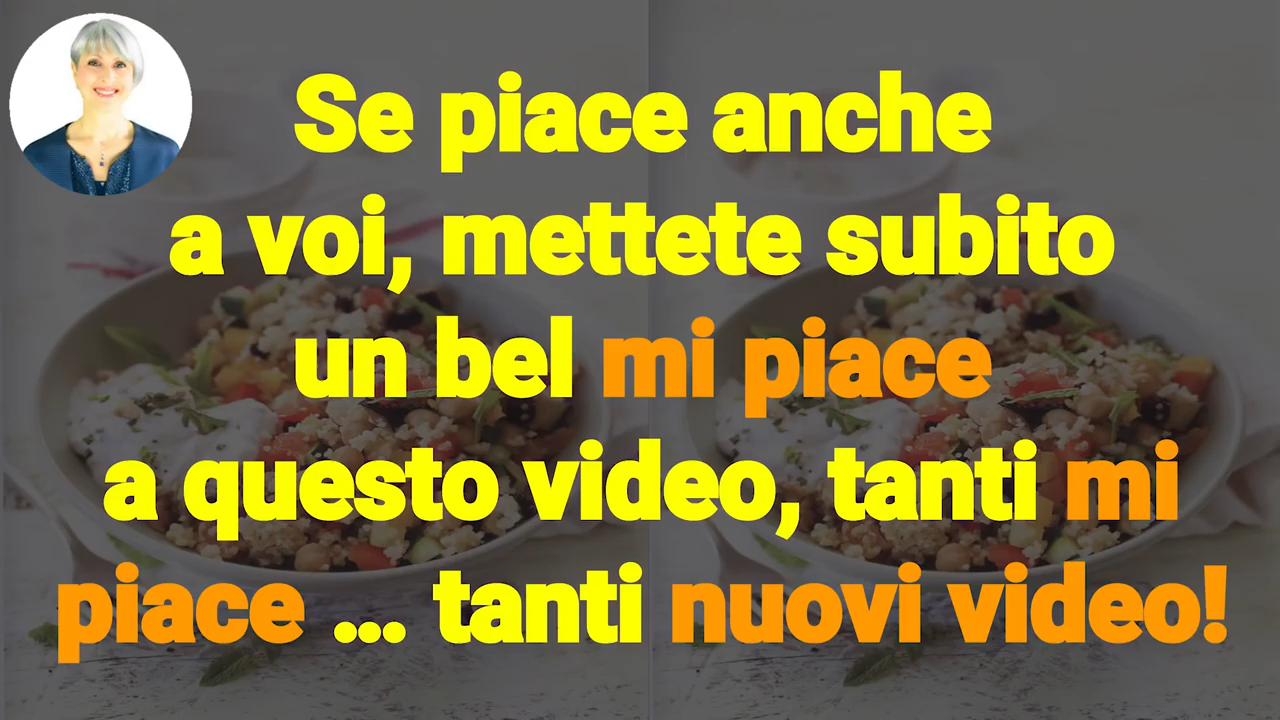 Se piace anche
a voi, mettete subito
un bel mi piace
a questo video, tanti mi
piace ... tanti nuovi video!